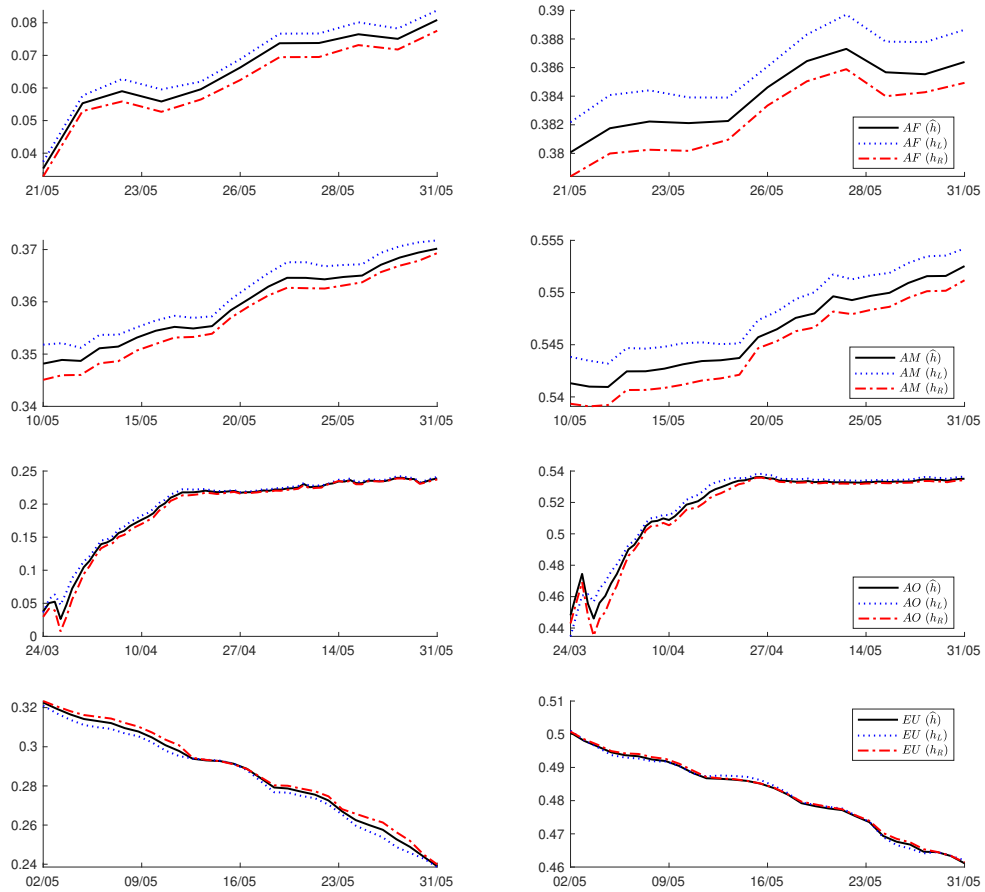 0.08
0.07
0.06
0.05
0.04
21/05 23/05 26/05 28/05 31/05
0.39
0.388
0.386
0.384
0.382
0.38
21/05 23/05 26/05 28/05 31/05
AF (ĥ)
AF (h_L)
AF (h_R)
0.37
0.36
0.35
0.34
10/05 15/05 20/05 25/05 31/05
0.555
0.55
0.545
0.54
10/05 15/05 20/05 25/05 31/05
AM (ĥ)
AM (h_L)
AM (h_R)
0.25
0.2
0.15
0.1
0.05
0
24/03 10/04 27/04 14/05 31/05
0.54
0.52
0.5
0.48
0.46
0.44
24/03 10/04 27/04 14/05 31/05
AO (ĥ)
AO (h_L)
AO (h_R)
0.32
0.3
0.28
0.26
0.24
02/05 09/05 16/05 23/05 31/05
0.51
0.5
0.49
0.48
0.47
0.46
02/05 09/05 16/05 23/05 31/05
EU (ĥ)
EU (h_L)
EU (h_R)